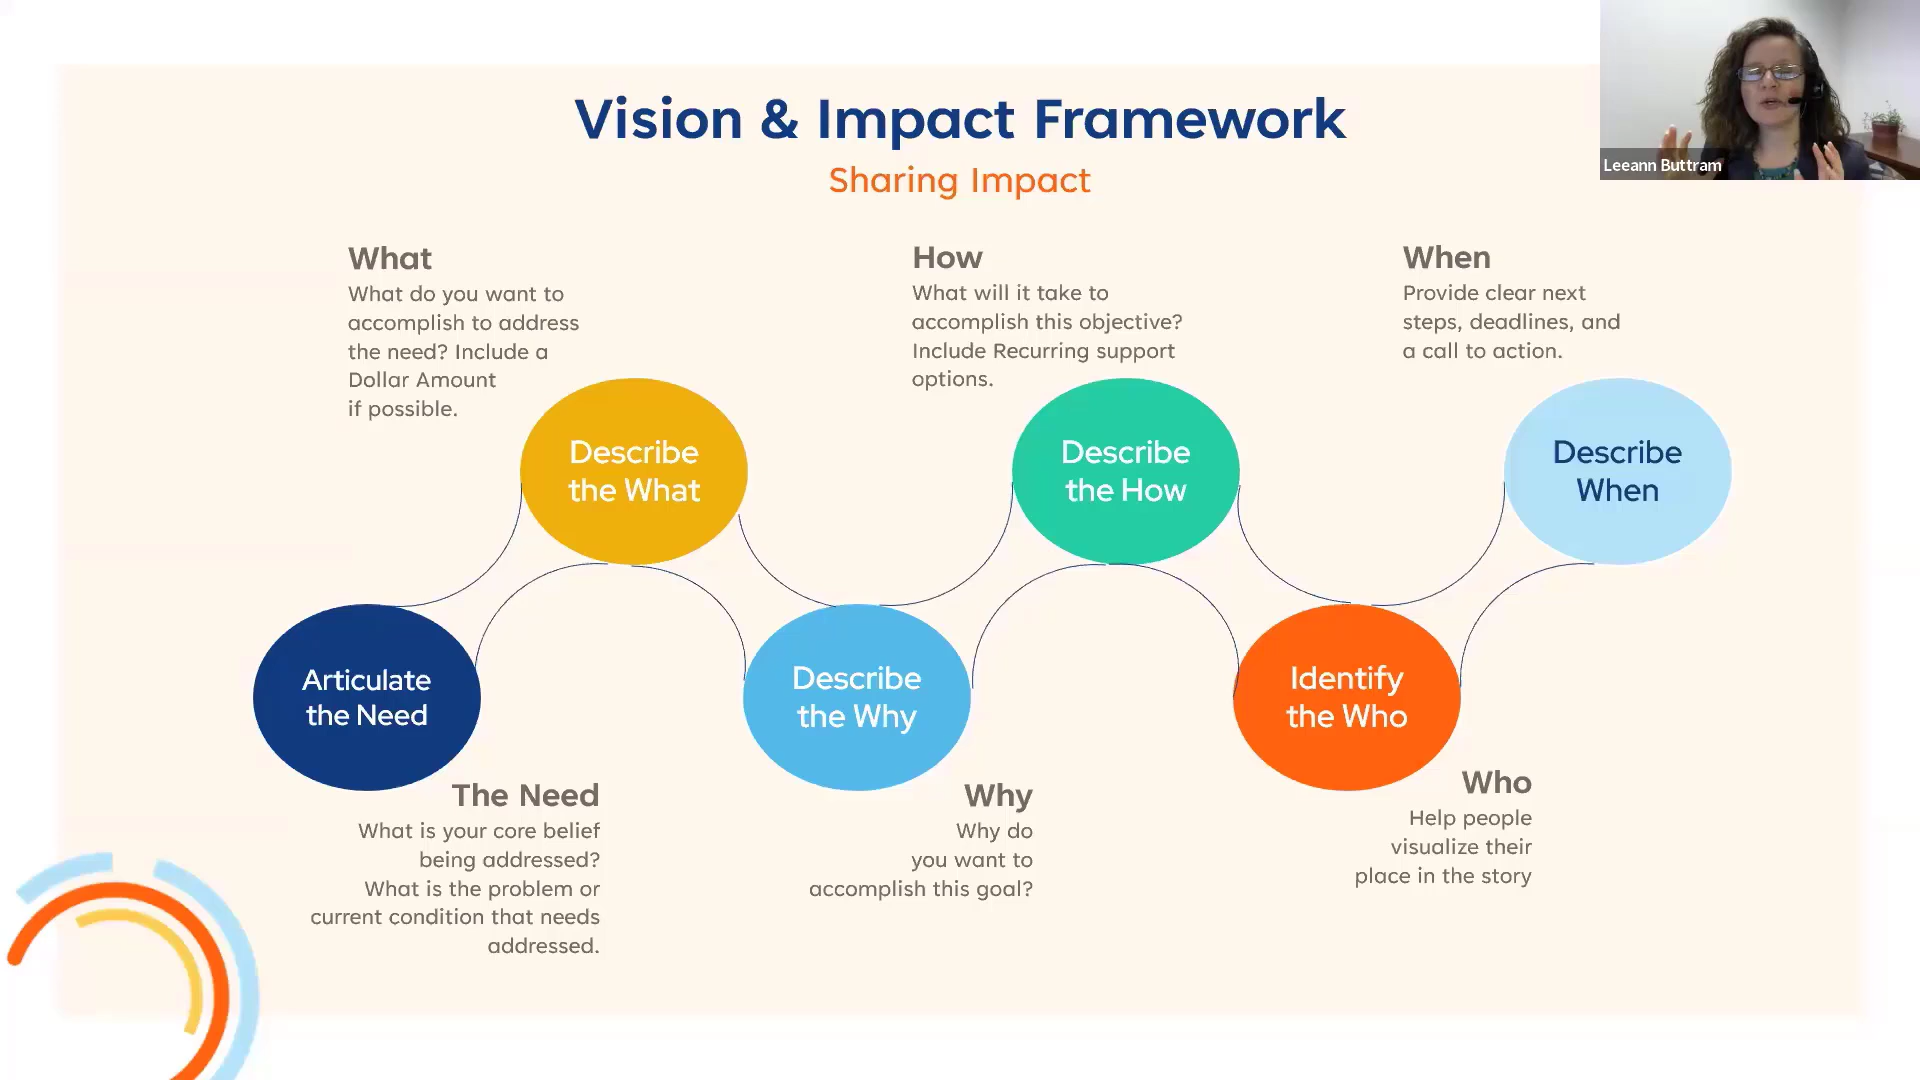 Vision & Impact Framework
Sharing Impact
Leeann Buttram
What
What do you want to
accomplish to address
the need? Include a
Dollar Amount
if possible.
How
What will it take to
accomplish this objective?
Include Recurring support
options.
When
Provide clear next
steps, deadlines, and
a call to action.
Describe
the What
Describe
the How
Describe
When
Articulate
the Need
Describe
the Why
Identify
the Who
The Need
What is your core belief
being addressed?
What is the problem or
current condition that needs
addressed.
Why
Why do
you want to
accomplish this goal?
Who
Help people
visualize their
place in the story